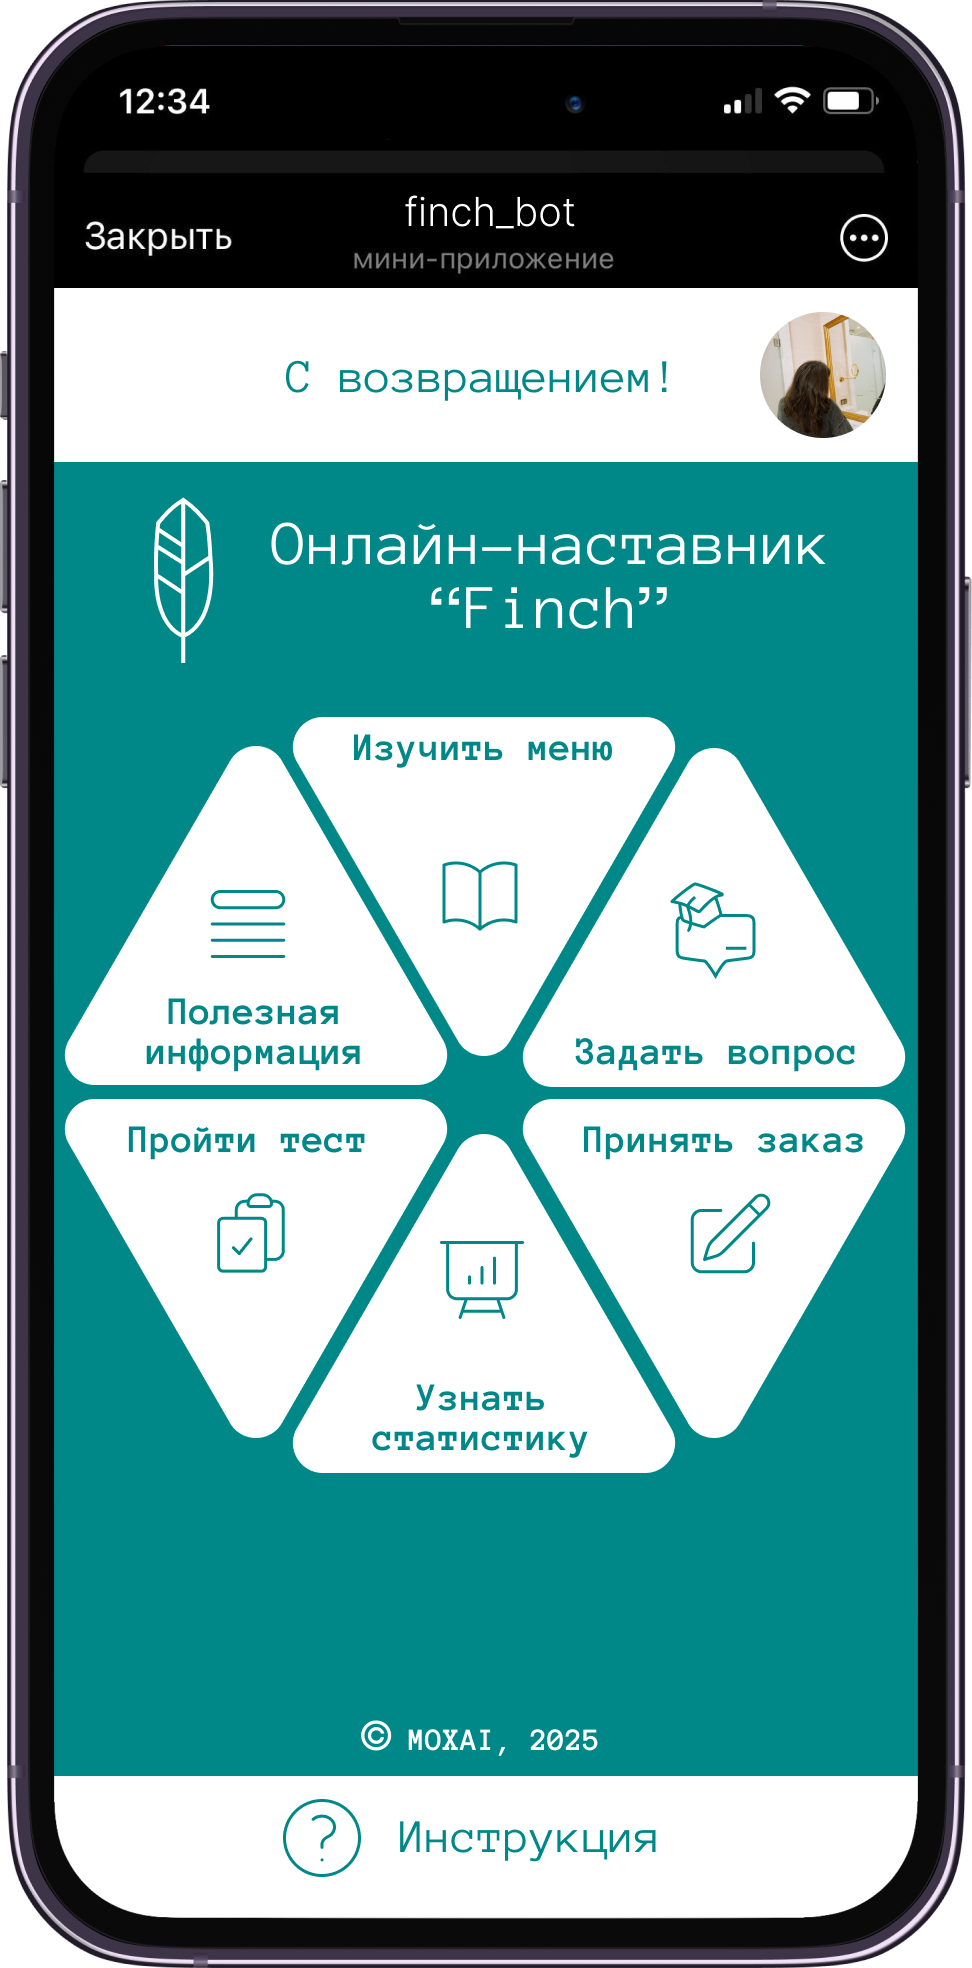 12:34
finch_bot
Закрыть
мини-приложение
С возвращением!
Онлайн-наставник
“Finch”
Изучить меню
Полезная
информация
Задать вопрос
Пройти тест
Принять заказ
Узнать
статистику
© MOXAI, 2025
? Инструкция